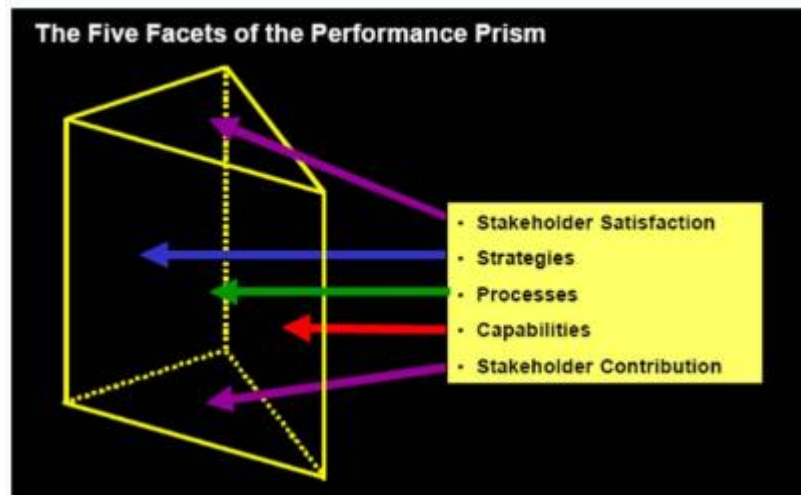 The Five Facets of the Performance Prism
· Stakeholder Satisfaction
· Strategies
· Processes
· Capabilities
· Stakeholder Contribution